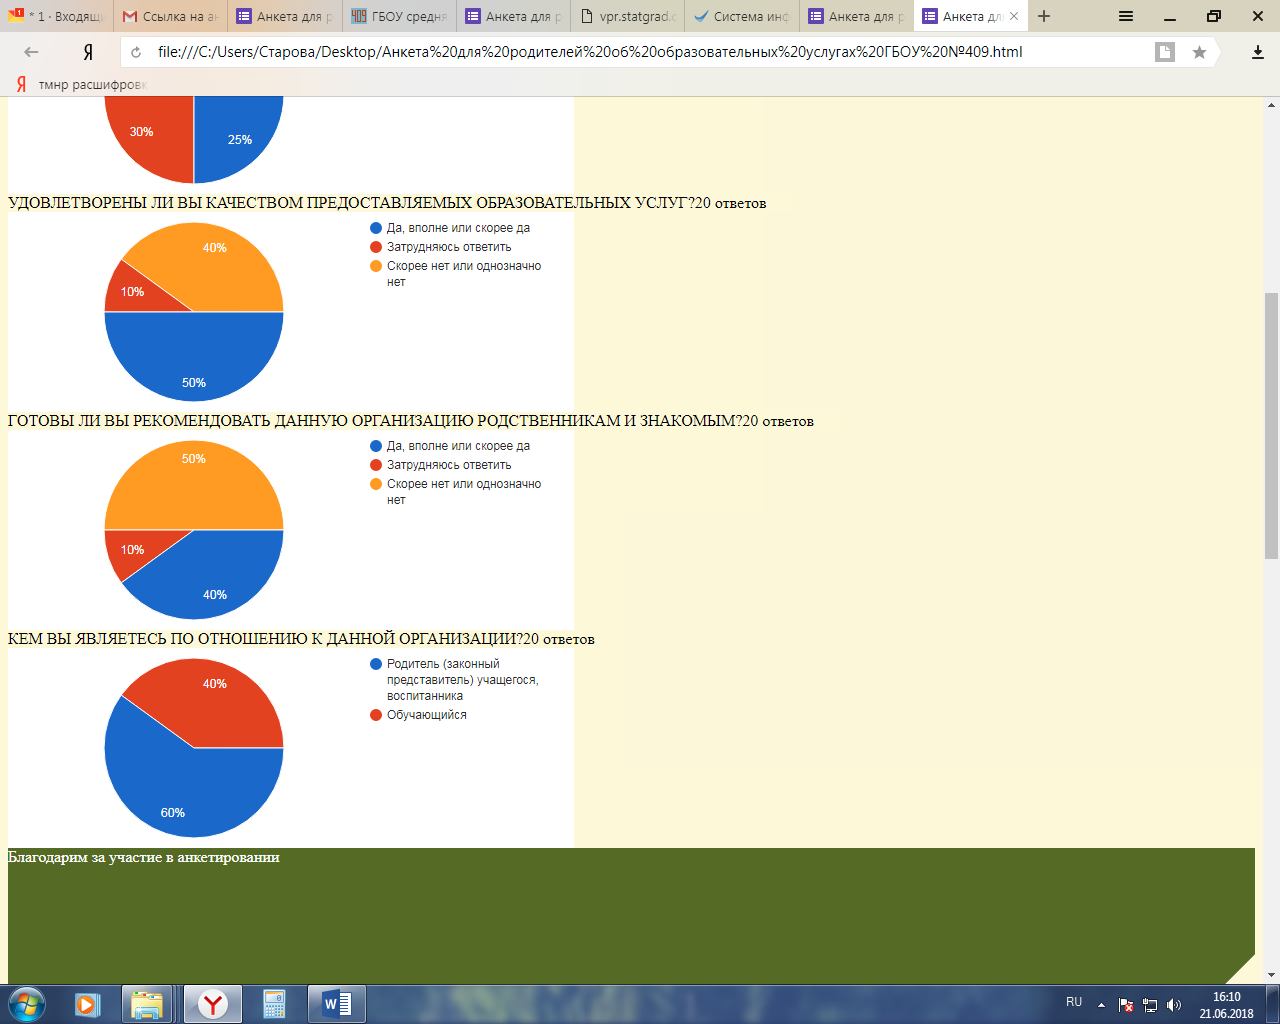 * 1 · Входящи
Ссылка на ан
Анкета для р
ГБОУ средня
Анкета для р
vpr.statgrad.o
Система инф
Анкета для р
Анкета дл
Я
file:///C:/Users/Старова/Desktop/Анкета%20для%20родителей%20об%20образовательных%20услугах%20ГБОУ%20№409.html
Я тмнр расшифровк
30%
25%
УДОВЛЕТВОРЕНЫ ЛИ ВЫ КАЧЕСТВОМ ПРЕДОСТАВЛЯЕМЫХ ОБРАЗОВАТЕЛЬНЫХ УСЛУГ?20 ответов
40%
10%
50%
Да, вполне или скорее да
Затрудняюсь ответить
Скорее нет или однозначно
нет
ГОТОВЫ ЛИ ВЫ РЕКОМЕНДОВАТЬ ДАННУЮ ОРГАНИЗАЦИЮ РОДСТВЕННИКАМ И ЗНАКОМЫМ?20 ответов
50%
10%
40%
Да, вполне или скорее да
Затрудняюсь ответить
Скорее нет или однозначно
нет
КЕМ ВЫ ЯВЛЯЕТЕСЬ ПО ОТНОШЕНИЮ К ДАННОЙ ОРГАНИЗАЦИИ?20 ответов
40%
60%
Родитель (законный
представитель) учащегося,
воспитанника
Обучающийся
Благодарим за участие в анкетировании
RU
16:10
21.06.2018